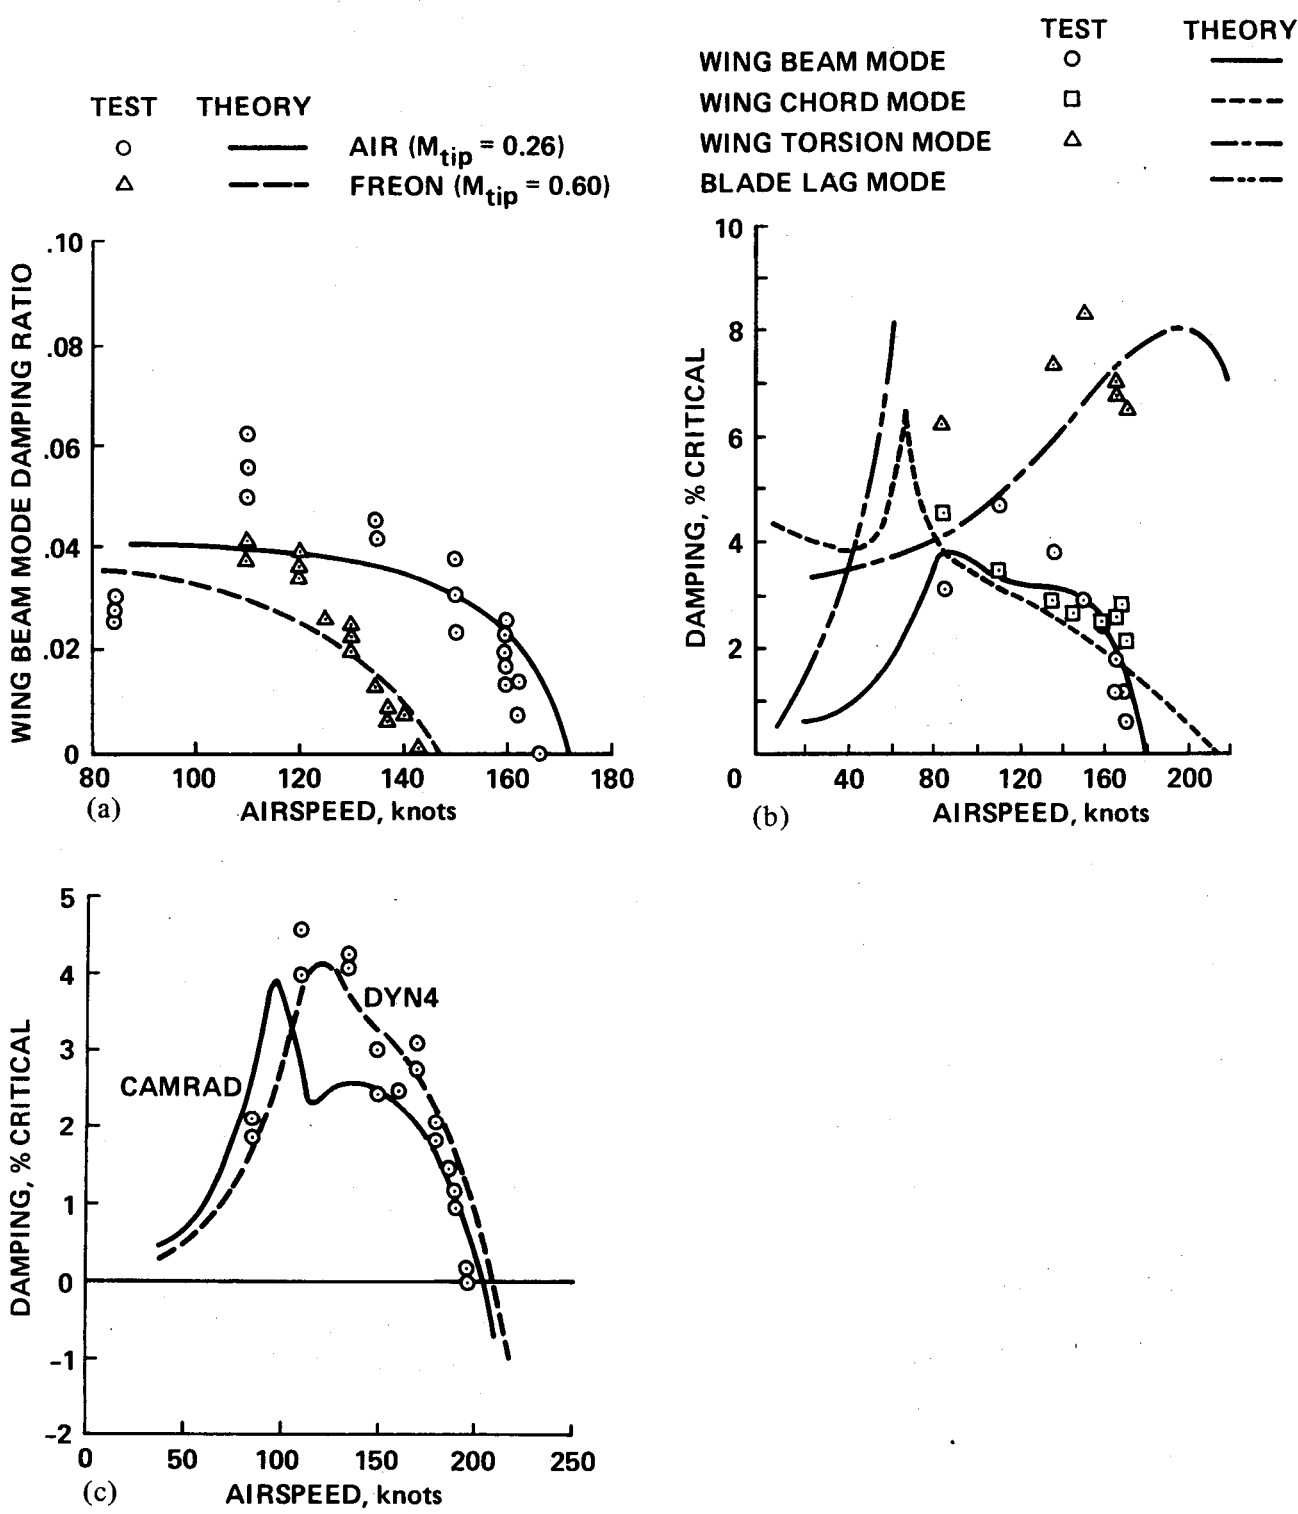 TEST THEORY
AIR (Mtip = 0.26)
FREON (Mtip = 0.60)
WING BEAM MODE DAMPING RATIO
.10
.08
.06
.04
.02
0
80 100 120 140 160 180
(a) AIRSPEED, knots
TEST THEORY
WING BEAM MODE
WING CHORD MODE
WING TORSION MODE
BLADE LAG MODE
DAMPING, % CRITICAL
10
8
6
4
2
0 40 80 120 160 200
(b) AIRSPEED, knots
DAMPING, % CRITICAL
5
4
3
2
1
0
-1
-2
CAMRAD
DYN4
0 50 100 150 200 250
(c) AIRSPEED, knots